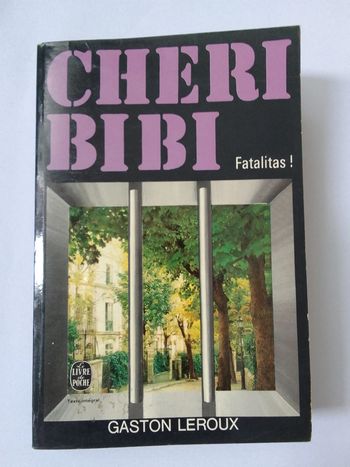 CHERI
BIBI
Fatalitas !
Le
LIVRE
de
POCHE
Texte intégral
GASTON LEROUX